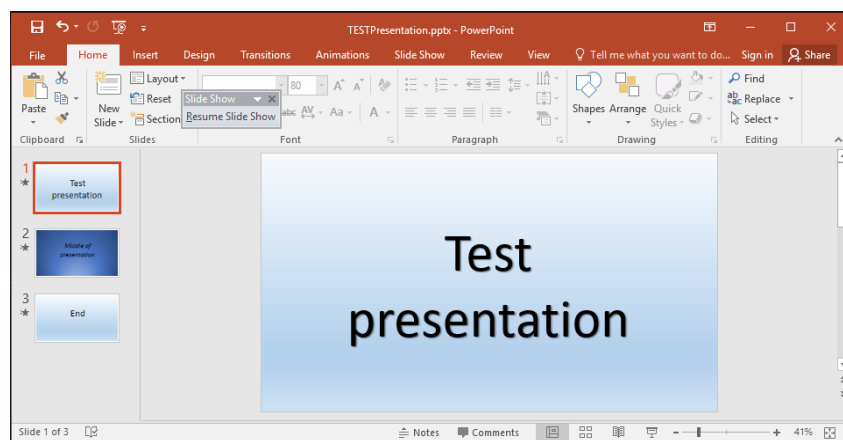 TESTPresentation.pptx - PowerPoint
File Home Insert Design Transitions Animations Slide Show Review View Tell me what you want to do... Sign in Share
Paste
New
Slide
Layout
Reset
Section
Slide Show
Resume Slide Show
80 A A
abc AV Aa A
Shapes Arrange Quick
Styles
Find
Replace
Select
Clipboard Slides Font Paragraph Drawing Editing
1
Test
presentation
2
Middle of
presentation
3
End
Test
presentation
Slide 1 of 3 Notes Comments 41%